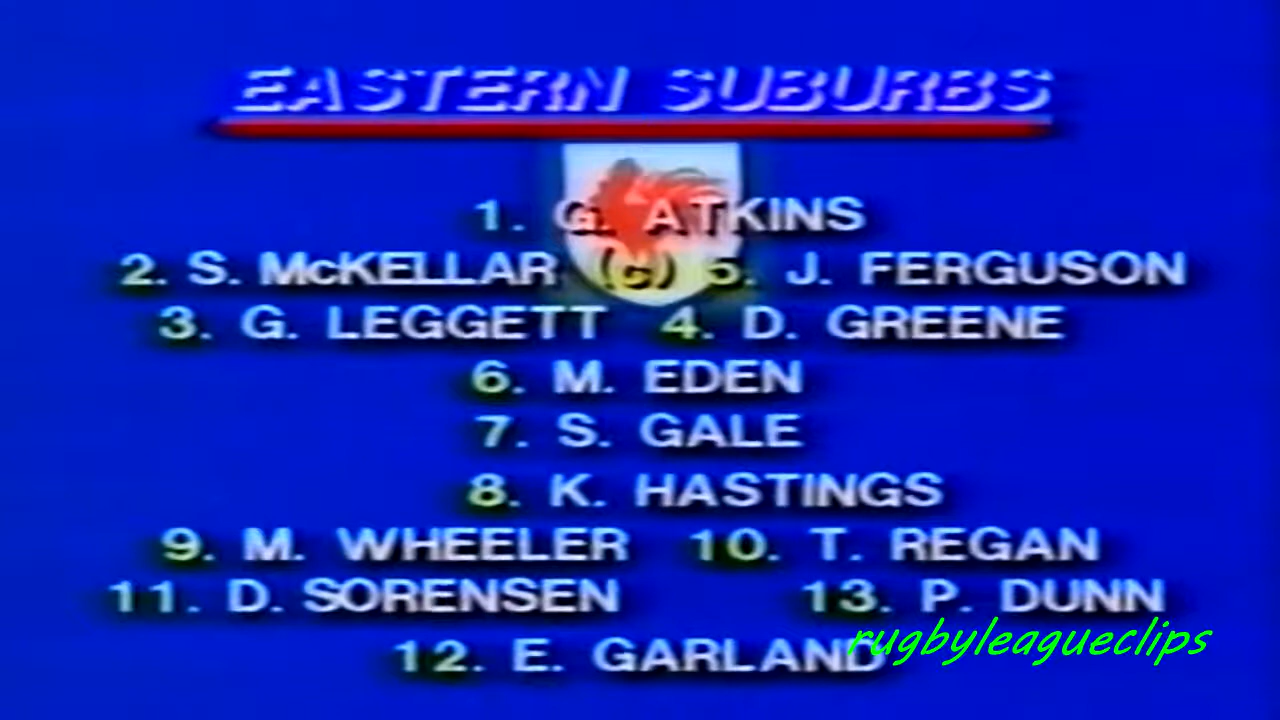 EASTERN SUBURBS
1. G. ATKINS
2. S. McKELLAR (c) 5. J. FERGUSON
3. G. LEGGETT 4. D. GREENE
6. M. EDEN
7. S. GALE
8. K. HASTINGS
9. M. WHEELER 10. T. REGAN
11. D. SORENSEN 13. P. DUNN
12. E. GARLAND
rugbyleagueclips